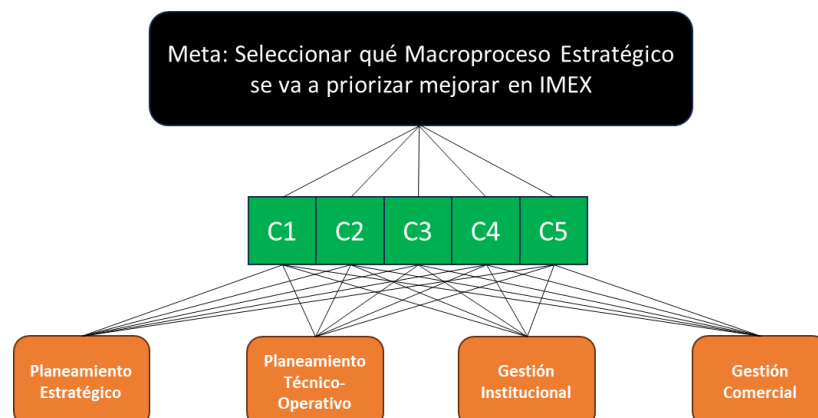 Meta: Seleccionar qué Macroproceso Estratégico
se va a priorizar mejorar en IMEX
C1 C2 C3 C4 C5
Planeamiento
Estratégico
Planeamiento
Técnico-
Operativo
Gestión
Institucional
Gestión
Comercial